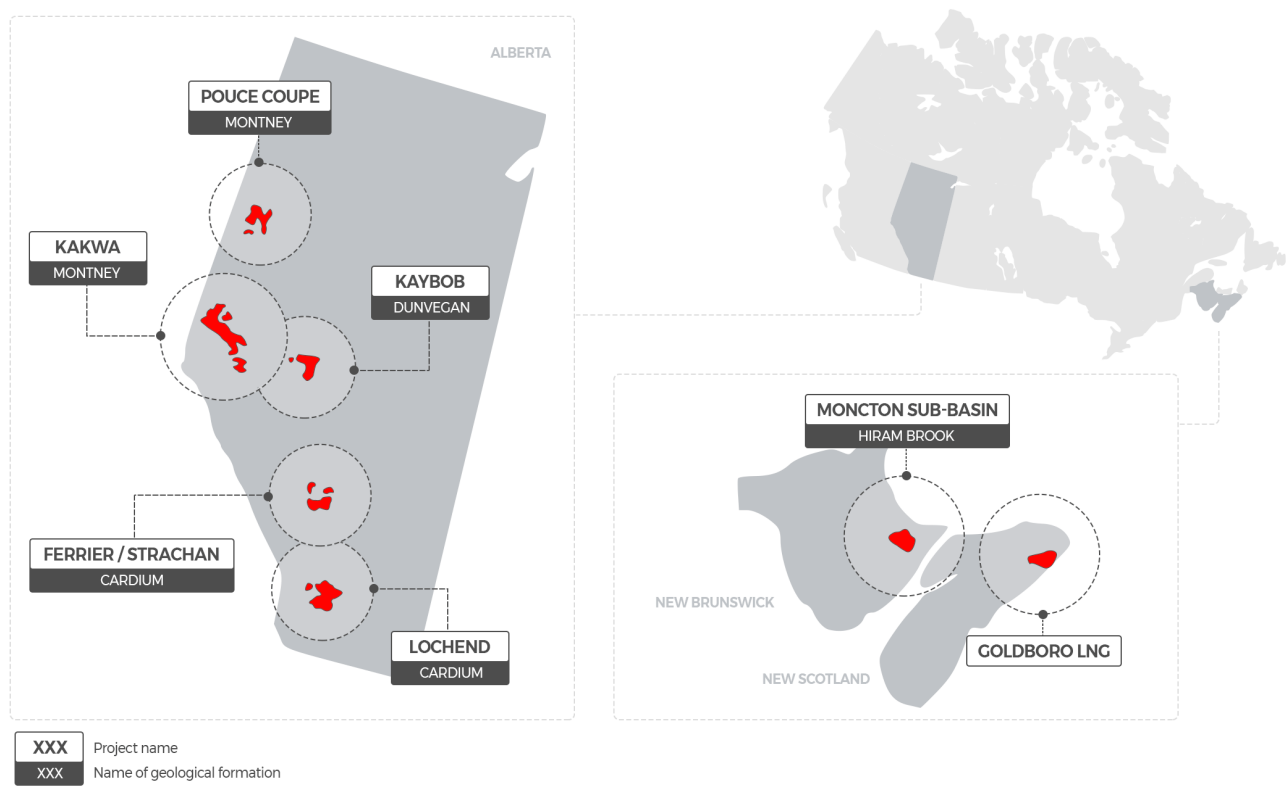 ALBERTA
POUCE COUPE
MONTNEY
KAKWA
MONTNEY
KAYBOB
DUNVEGAN
FERRIER / STRACHAN
CARDIUM
LOCHEND
CARDIUM
MONCTON SUB-BASIN
HIRAM BROOK
NEW BRUNSWICK
GOLDBORO LNG
NEW SCOTLAND
XXX Project name
XXX Name of geological formation